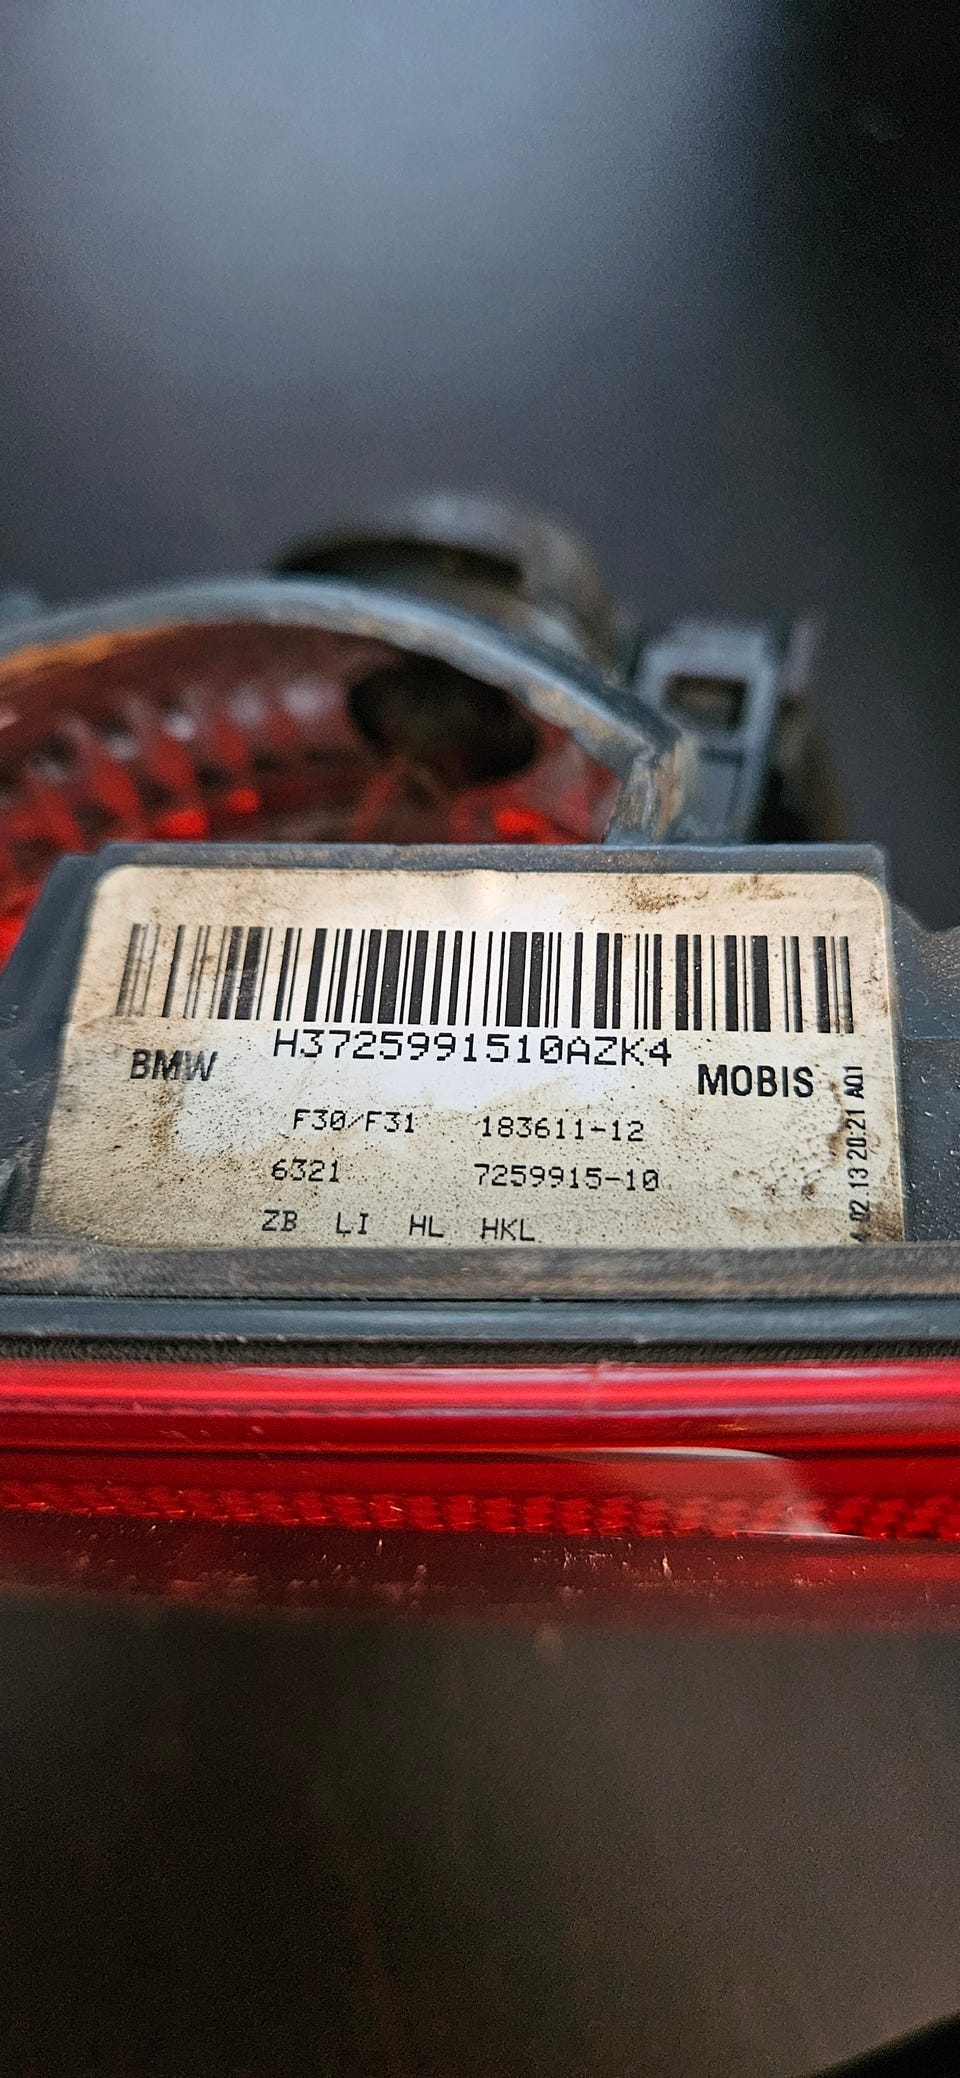 H3725991510AZK4
BMW MOBIS
F30/F31 183611-12
6321 7259915-10
ZB LI HL HKL
02 13 20:21 A01